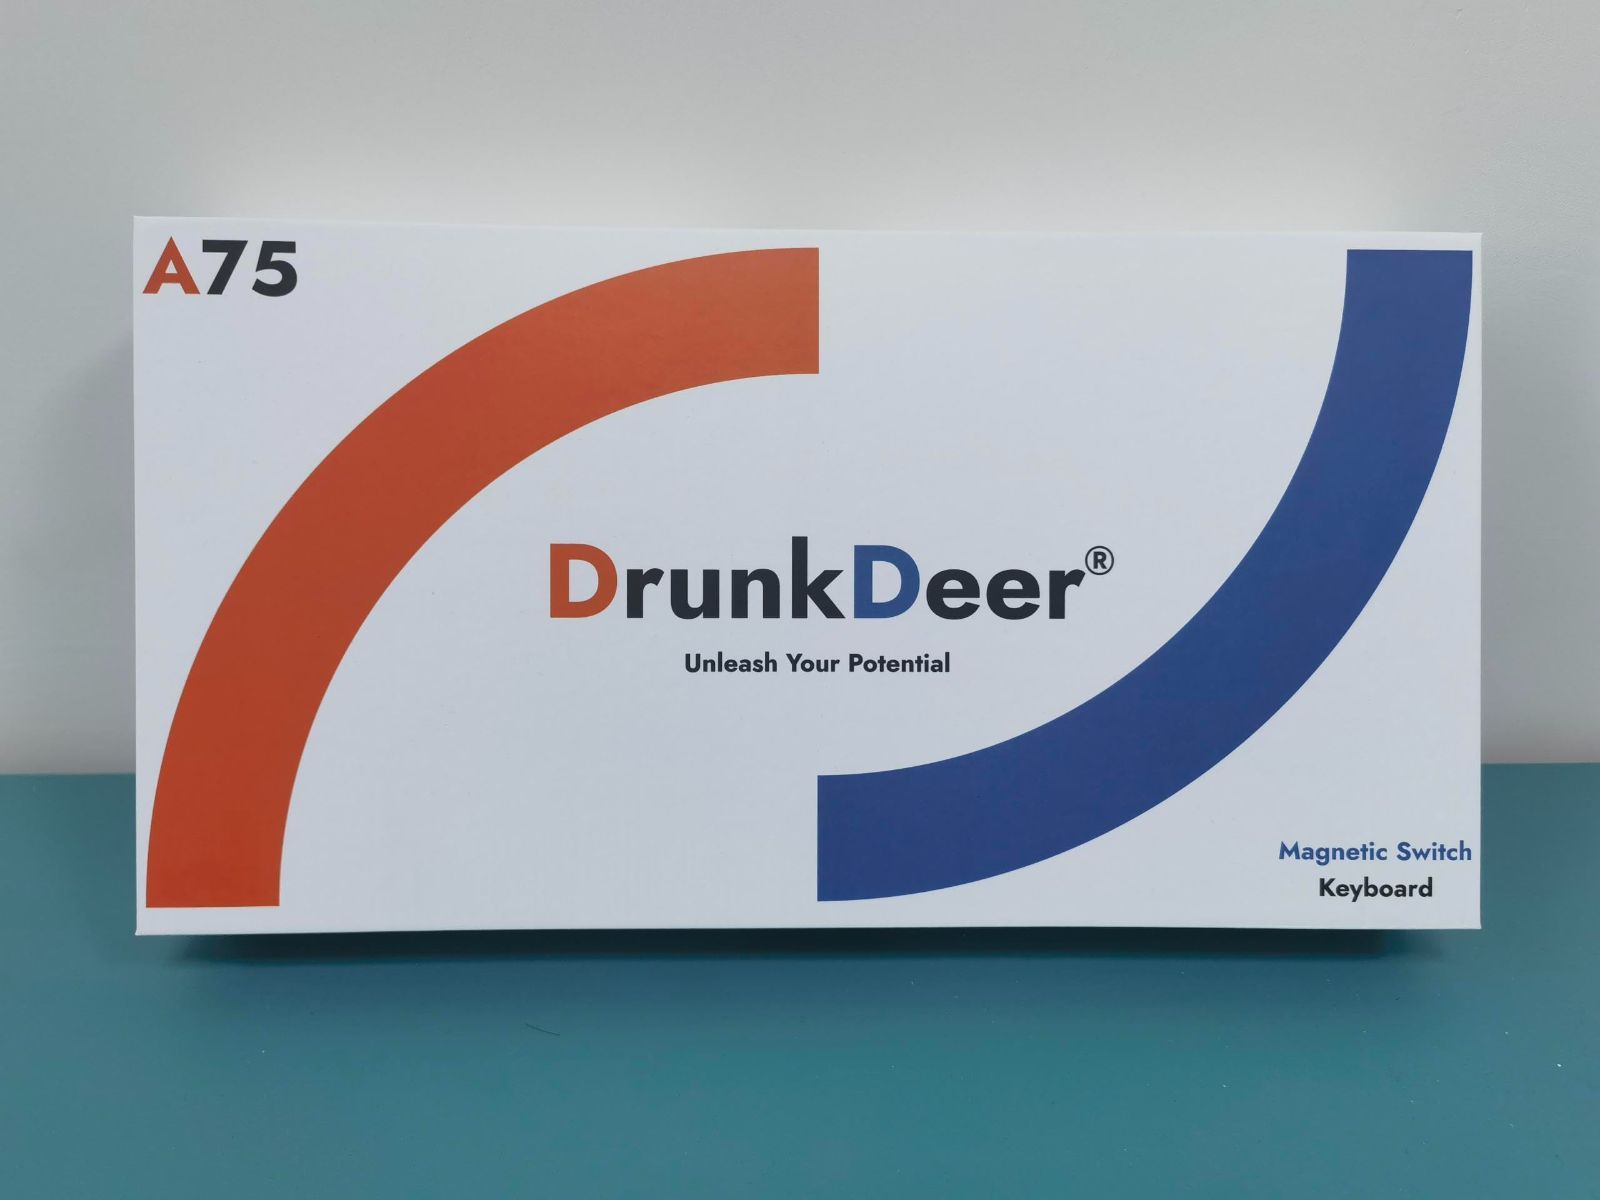 A75
DrunkDeer®
Unleash Your Potential
Magnetic Switch
Keyboard